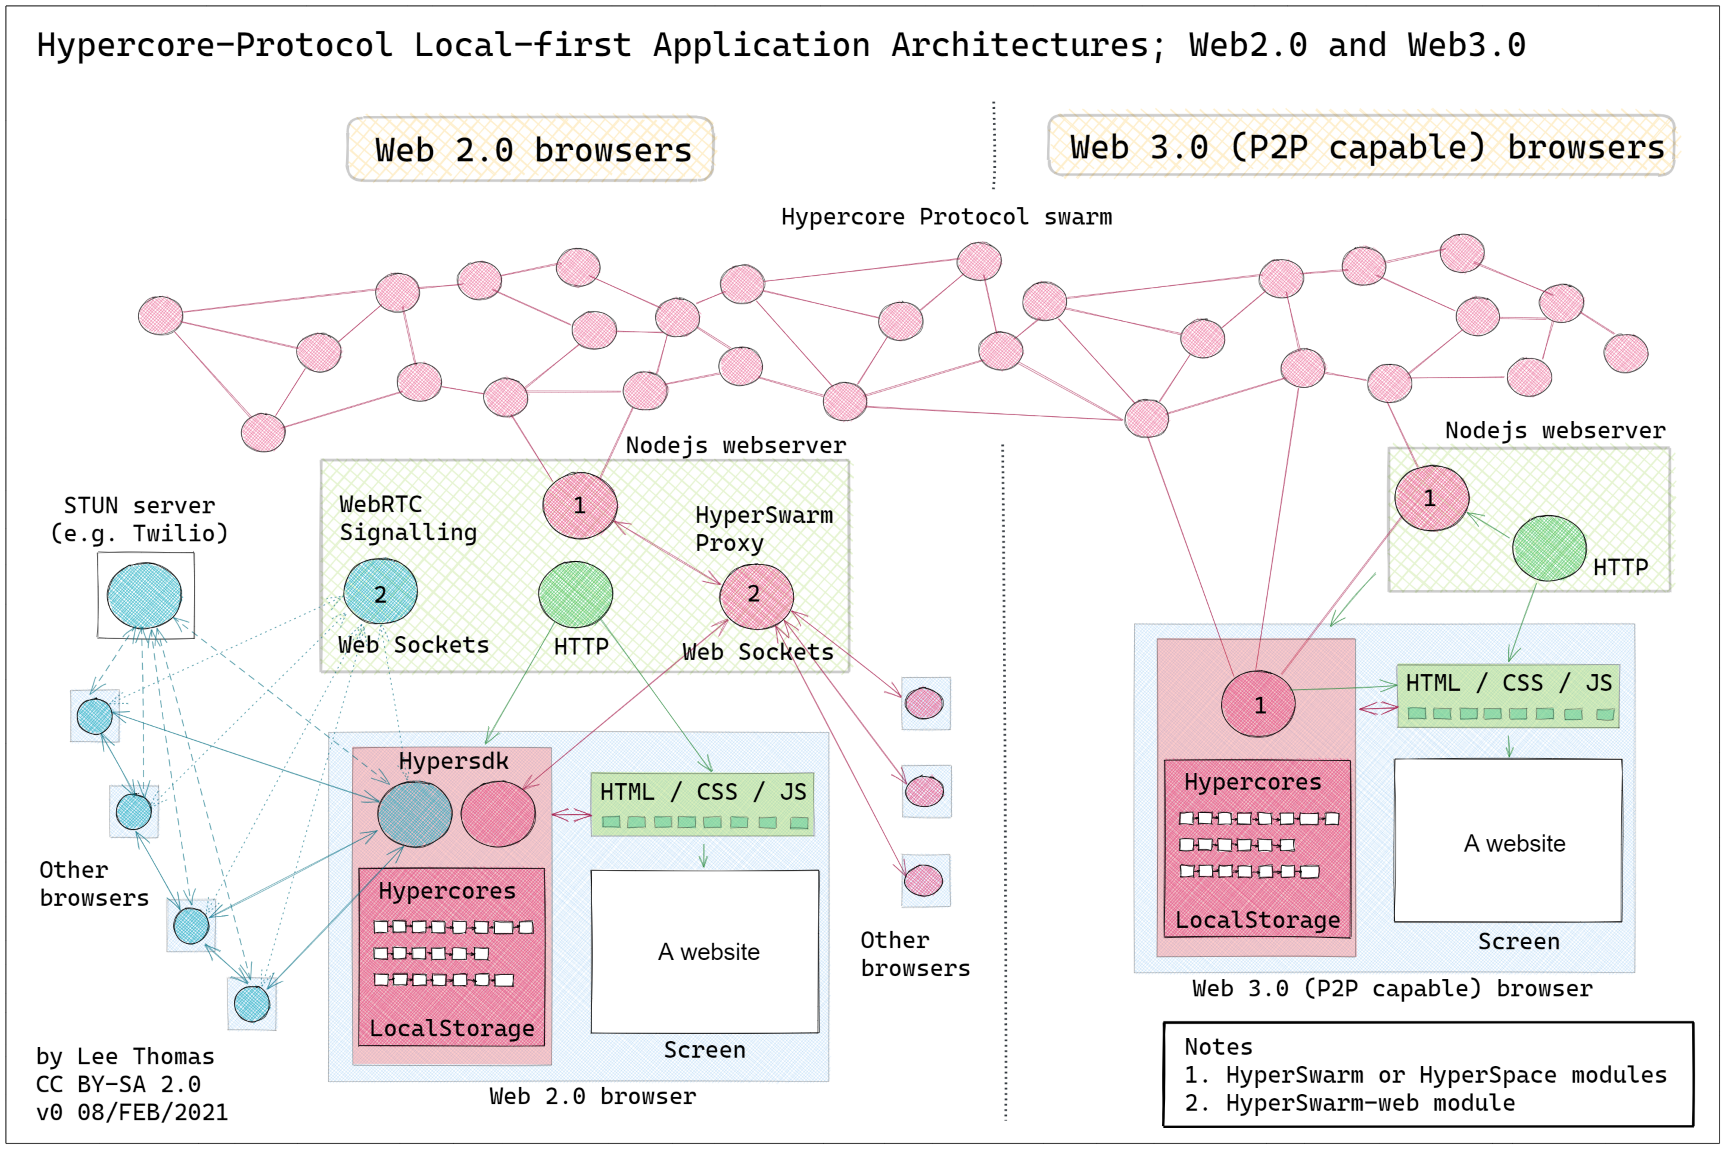 Hypercore-Protocol Local-first Application Architectures; Web2.0 and Web3.0
Web 2.0 browsers
Web 3.0 (P2P capable) browsers
Hypercore Protocol swarm
Nodejs webserver
STUN server
(e.g. Twilio)
WebRTC
Signalling
1
HyperSwarm
Proxy
2
2
Web Sockets
HTTP
Web Sockets
Hypersdk
HTML / CSS / JS
Hypercores
LocalStorage
A website
Screen
Web 2.0 browser
Other
browsers
Other
browsers
by Lee Thomas
CC BY-SA 2.0
v0 08/FEB/2021
Nodejs webserver
1
HTTP
1
HTML / CSS / JS
Hypercores
LocalStorage
A website
Screen
Web 3.0 (P2P capable) browser
Notes
1. HyperSwarm or HyperSpace modules
2. HyperSwarm-web module